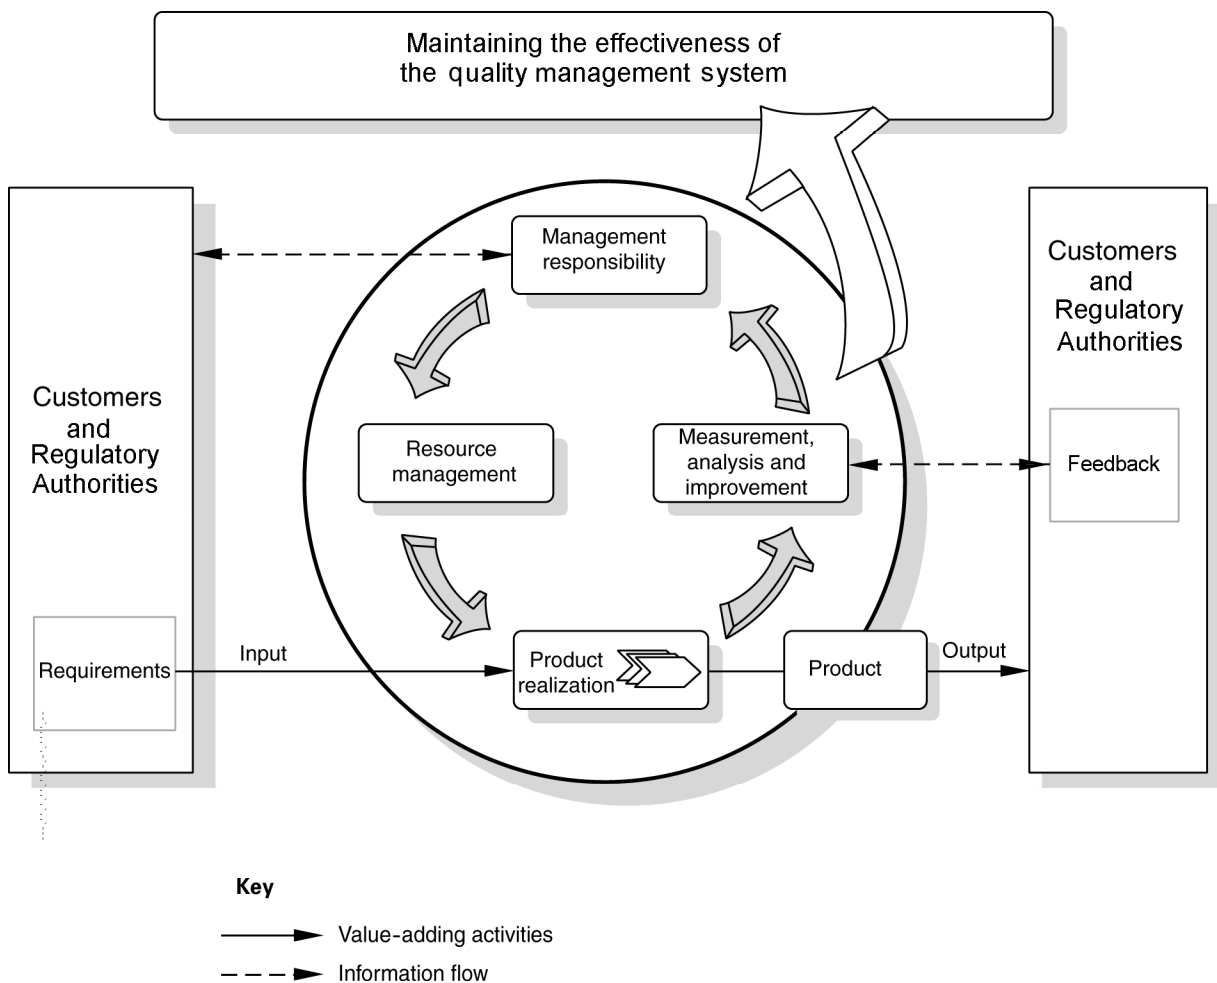 Maintaining the effectiveness of
the quality management system
Customers
and
Regulatory
Authorities
Requirements
Input
Management
responsibility
Resource
management
Measurement,
analysis and
improvement
Product
realization
Product
Output
Customers
and
Regulatory
Authorities
Feedback
Key
Value-adding activities
Information flow